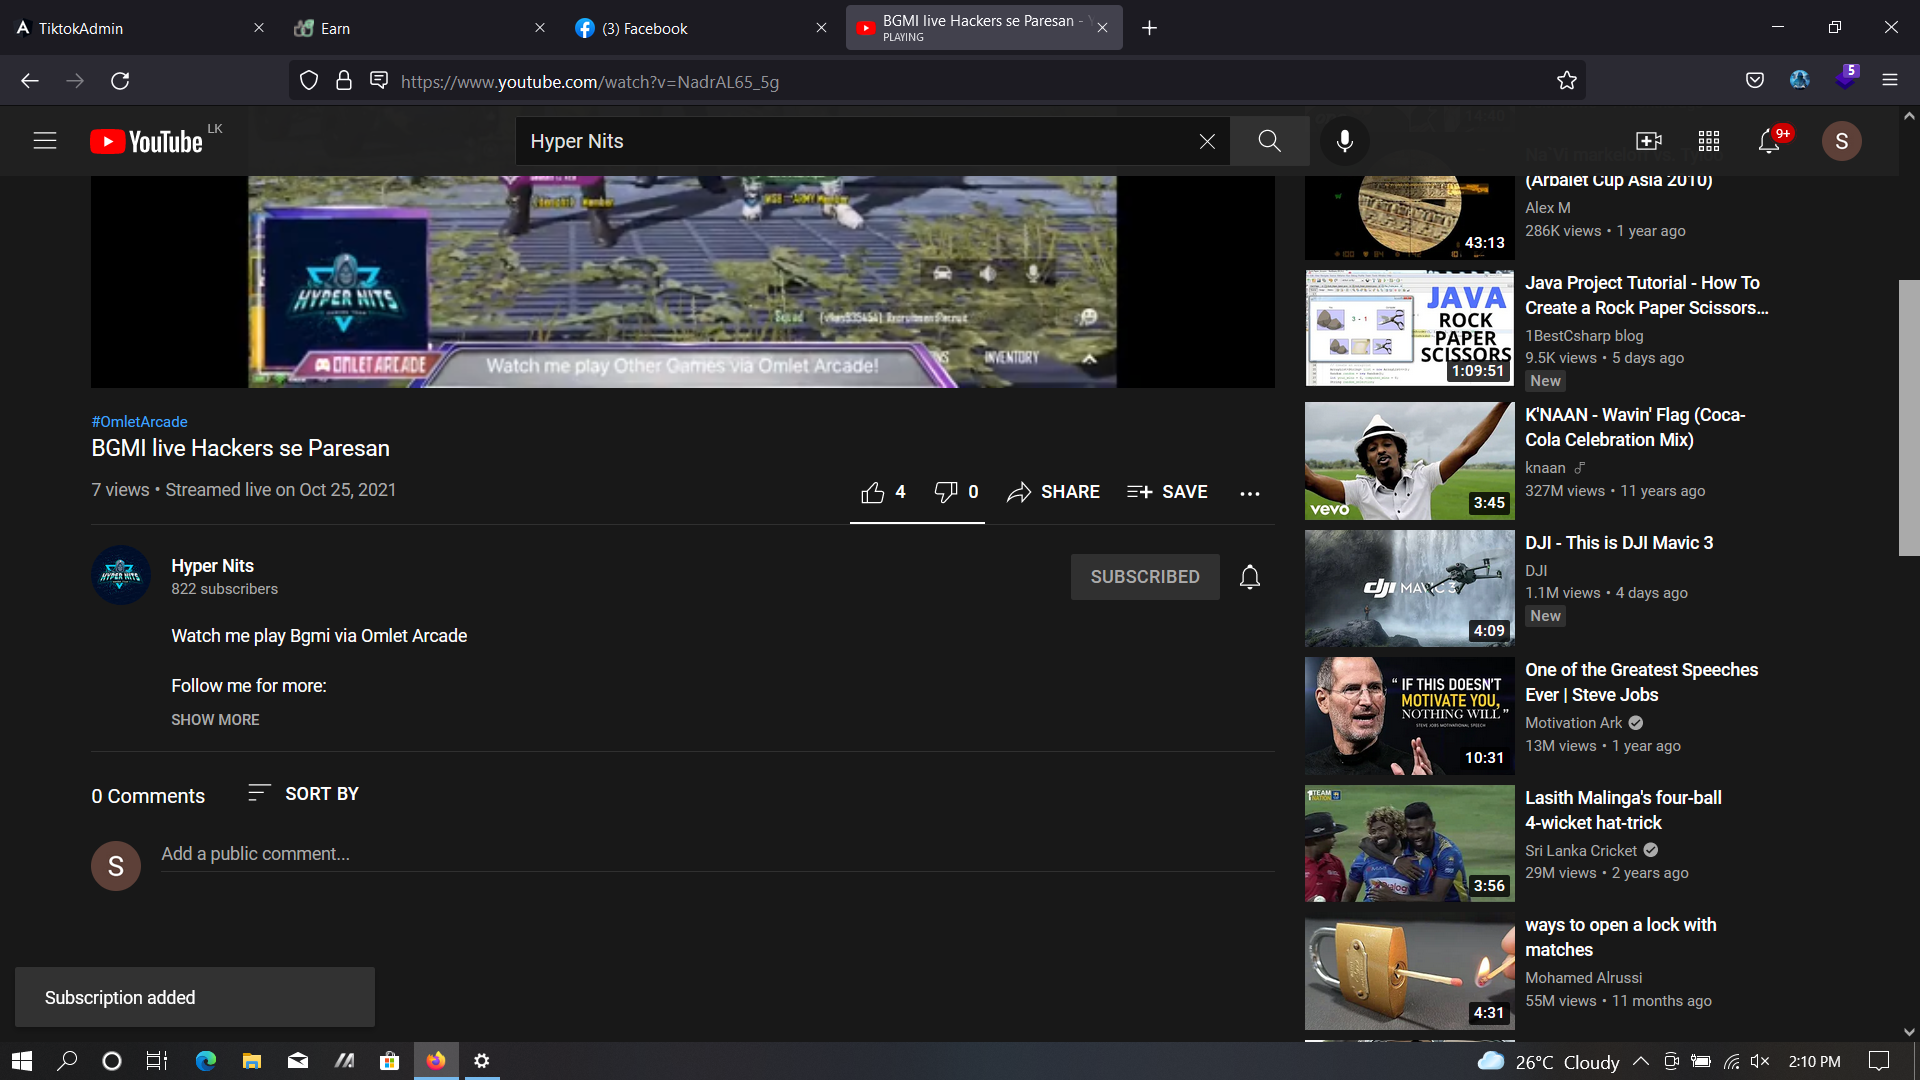 TiktokAdmin
Earn
(3) Facebook
BGMI live Hackers se Paresan -
PLAYING
https://www.youtube.com/watch?v=NadrAL65_5g
5
YouTube
LK
Hyper Nits
9+
S
HYPER NITS
OMLET ARCADE
Watch me play Other Games via Omlet Arcade!
INVENTORY
#OmletArcade
BGMI live Hackers se Paresan
7 views • Streamed live on Oct 25, 2021
4
0
SHARE
SAVE
HYPER NITS
Hyper Nits
822 subscribers
SUBSCRIBED
Watch me play Bgmi via Omlet Arcade
Follow me for more:
SHOW MORE
0 Comments
SORT BY
S
Add a public comment...
Subscription added
(Arbalet Cup Asia 2010)
Alex M
286K views • 1 year ago
43:13
JAVA
ROCK
PAPER
SCISSORS
3 - 1
1:09:51
Java Project Tutorial - How To
Create a Rock Paper Scissors...
1BestCsharp blog
9.5K views • 5 days ago
New
vevo
3:45
K'NAAN - Wavin' Flag (Coca-
Cola Celebration Mix)
knaan
327M views • 11 years ago
dji MAVIC 3
4:09
DJI - This is DJI Mavic 3
DJI
1.1M views • 4 days ago
New
“ IF THIS DOESN'T
MOTIVATE YOU,
NOTHING WILL ”
STEVE JOBS MOTIVATIONAL SPEECH
10:31
One of the Greatest Speeches
Ever | Steve Jobs
Motivation Ark
13M views • 1 year ago
1TEAM
1NATION
Dialog
3:56
Lasith Malinga's four-ball
4-wicket hat-trick
Sri Lanka Cricket
29M views • 2 years ago
4:31
ways to open a lock with
matches
Mohamed Alrussi
55M views • 11 months ago
26°C Cloudy
2:10 PM